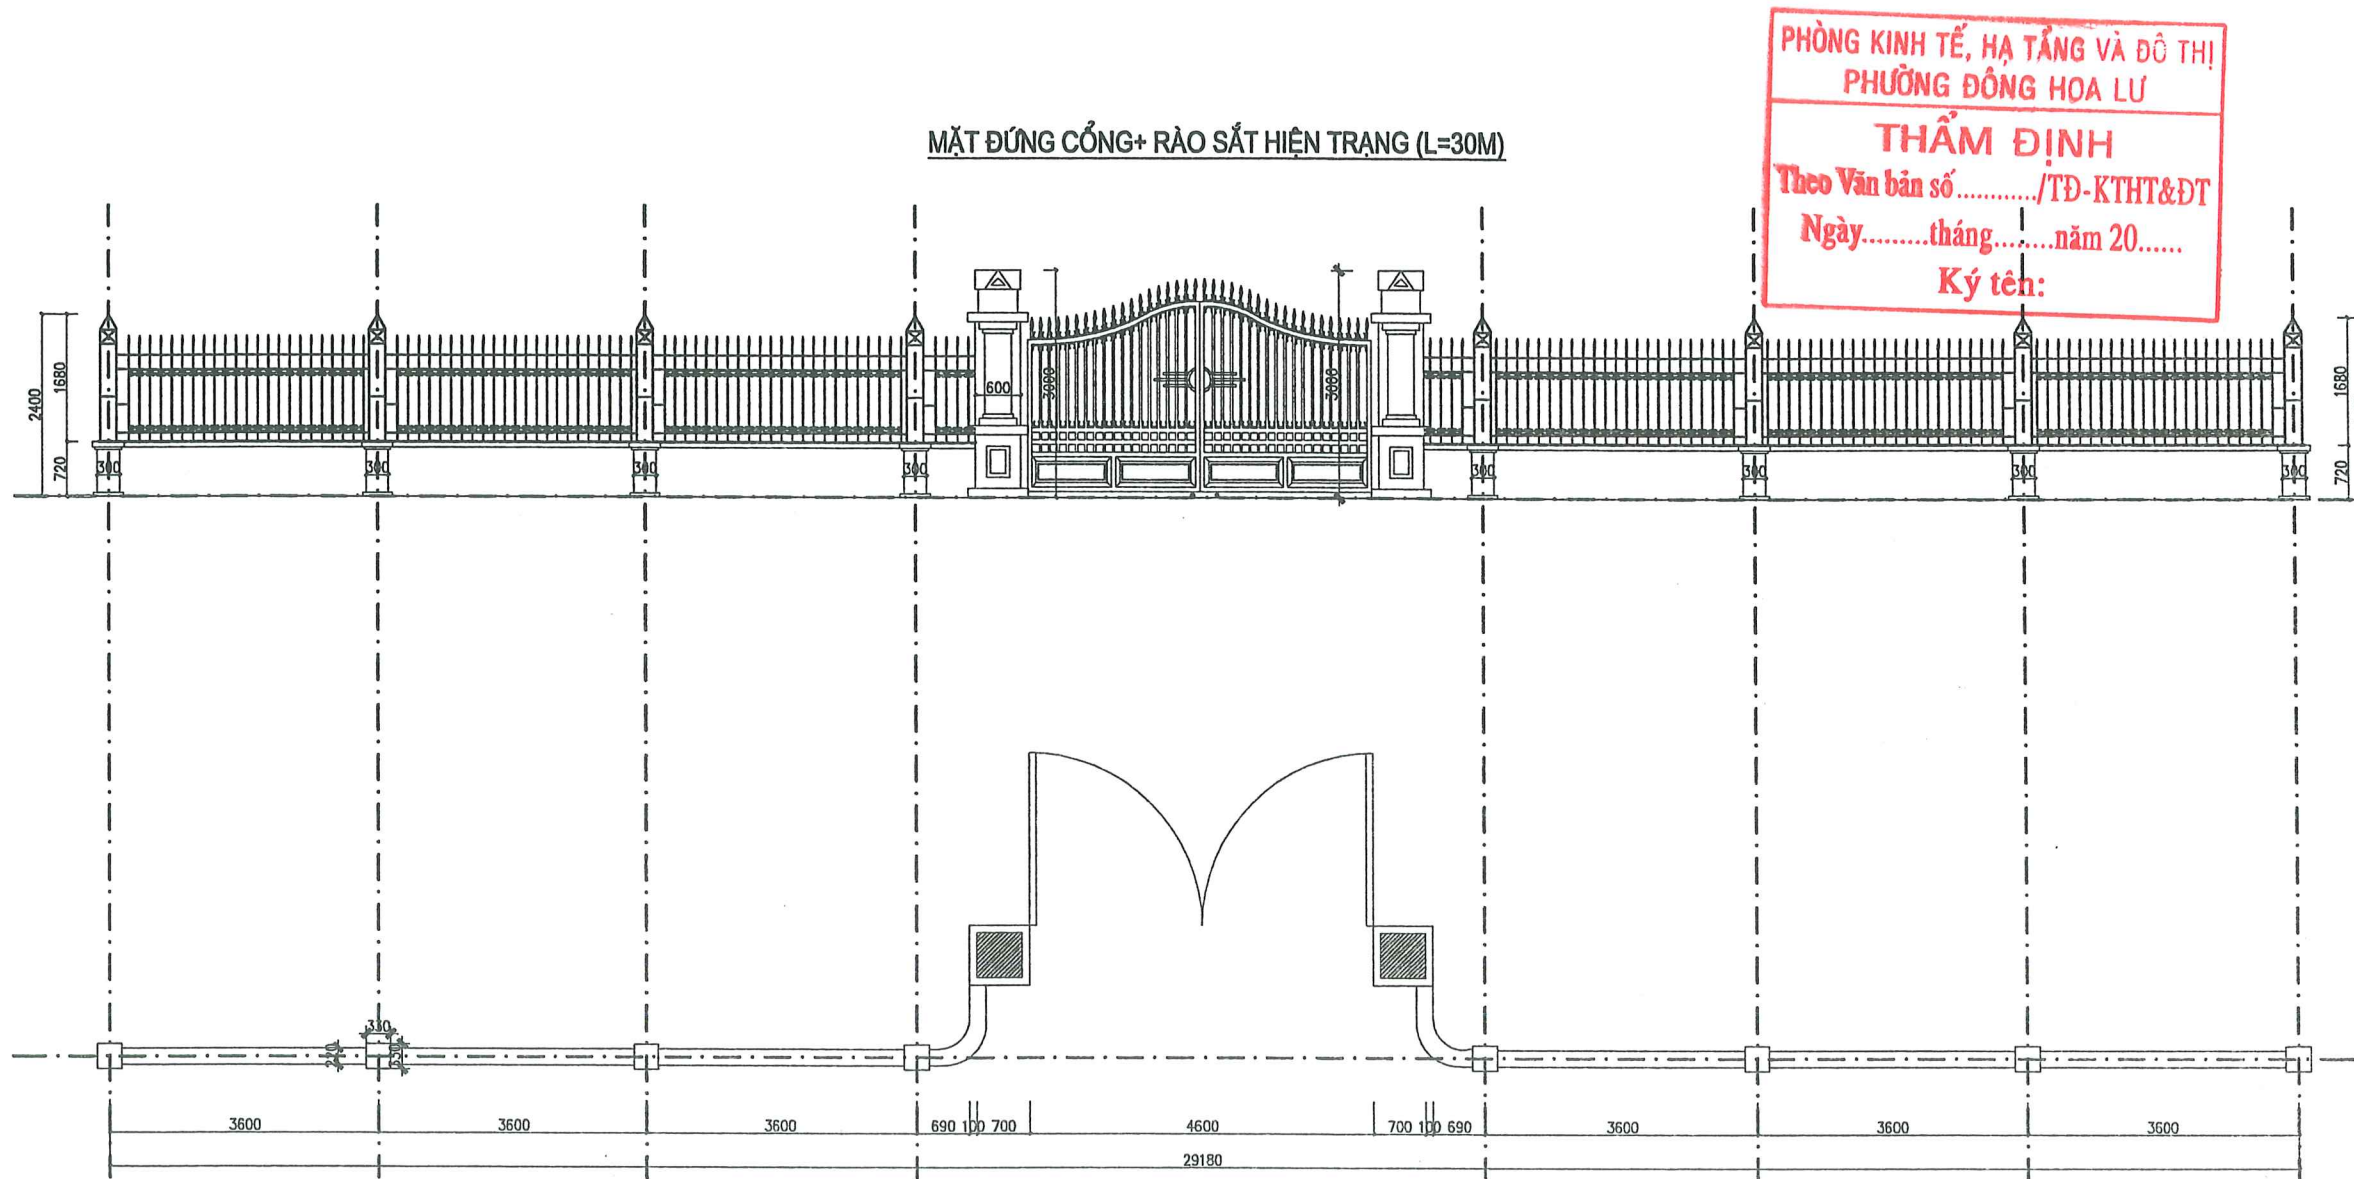 PHÒNG KINH TẾ, HẠ TẦNG VÀ ĐÔ THỊ
PHƯỜNG ĐÔNG HOA LƯ
THẨM ĐỊNH
Theo Văn bản số............/TĐ-KTHT&ĐT
Ngày.........tháng........năm 20......
Ký tên:
MẶT ĐỨNG CỔNG+ RÀO SẮT HIỆN TRẠNG (L=30M)
2400
1680
720
300
300
300
300
600
3000
3000
300
300
300
300
1680
720
330
220
330
3600 3600 3600 690 100 700 4600 700 100 690 3600 3600 3600
29180